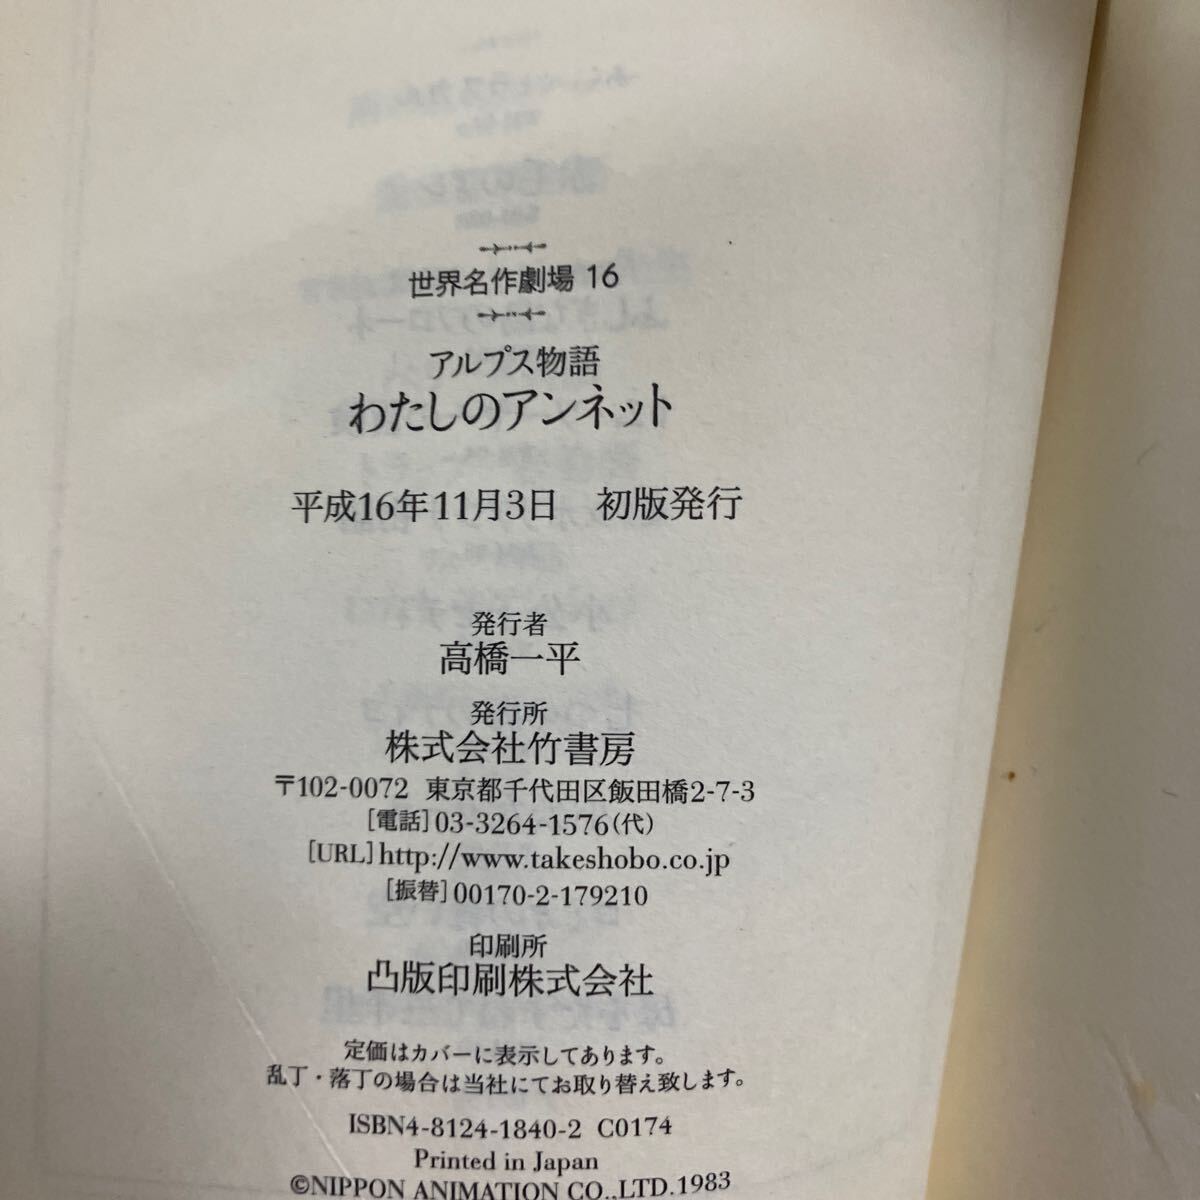 世界名作劇場 16
アルプス物語
わたしのアンネット
平成16年11月3日　初版発行
発行者
高橋一平
発行所
株式会社竹書房
〒102-0072 東京都千代田区飯田橋2-7-3
[電話]03-3264-1576(代)
[URL]http://www.takeshobo.co.jp
[振替]00170-2-179210
印刷所
凸版印刷株式会社
定価はカバーに表示してあります。
乱丁・落丁の場合は当社にてお取り替え致します。
ISBN4-8124-1840-2 C0174
Printed in Japan
©NIPPON ANIMATION CO.,LTD.1983